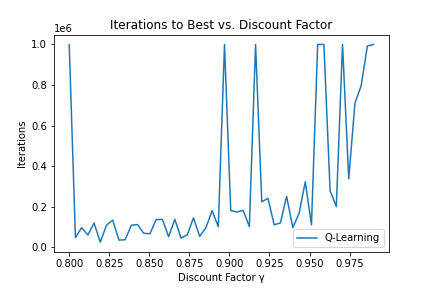 Iterations to Best vs. Discount Factor
1e6
1.0
0.8
0.6
0.4
0.2
0.0
Iterations
0.800 0.825 0.850 0.875 0.900 0.925 0.950 0.975
Discount Factor γ
Q-Learning